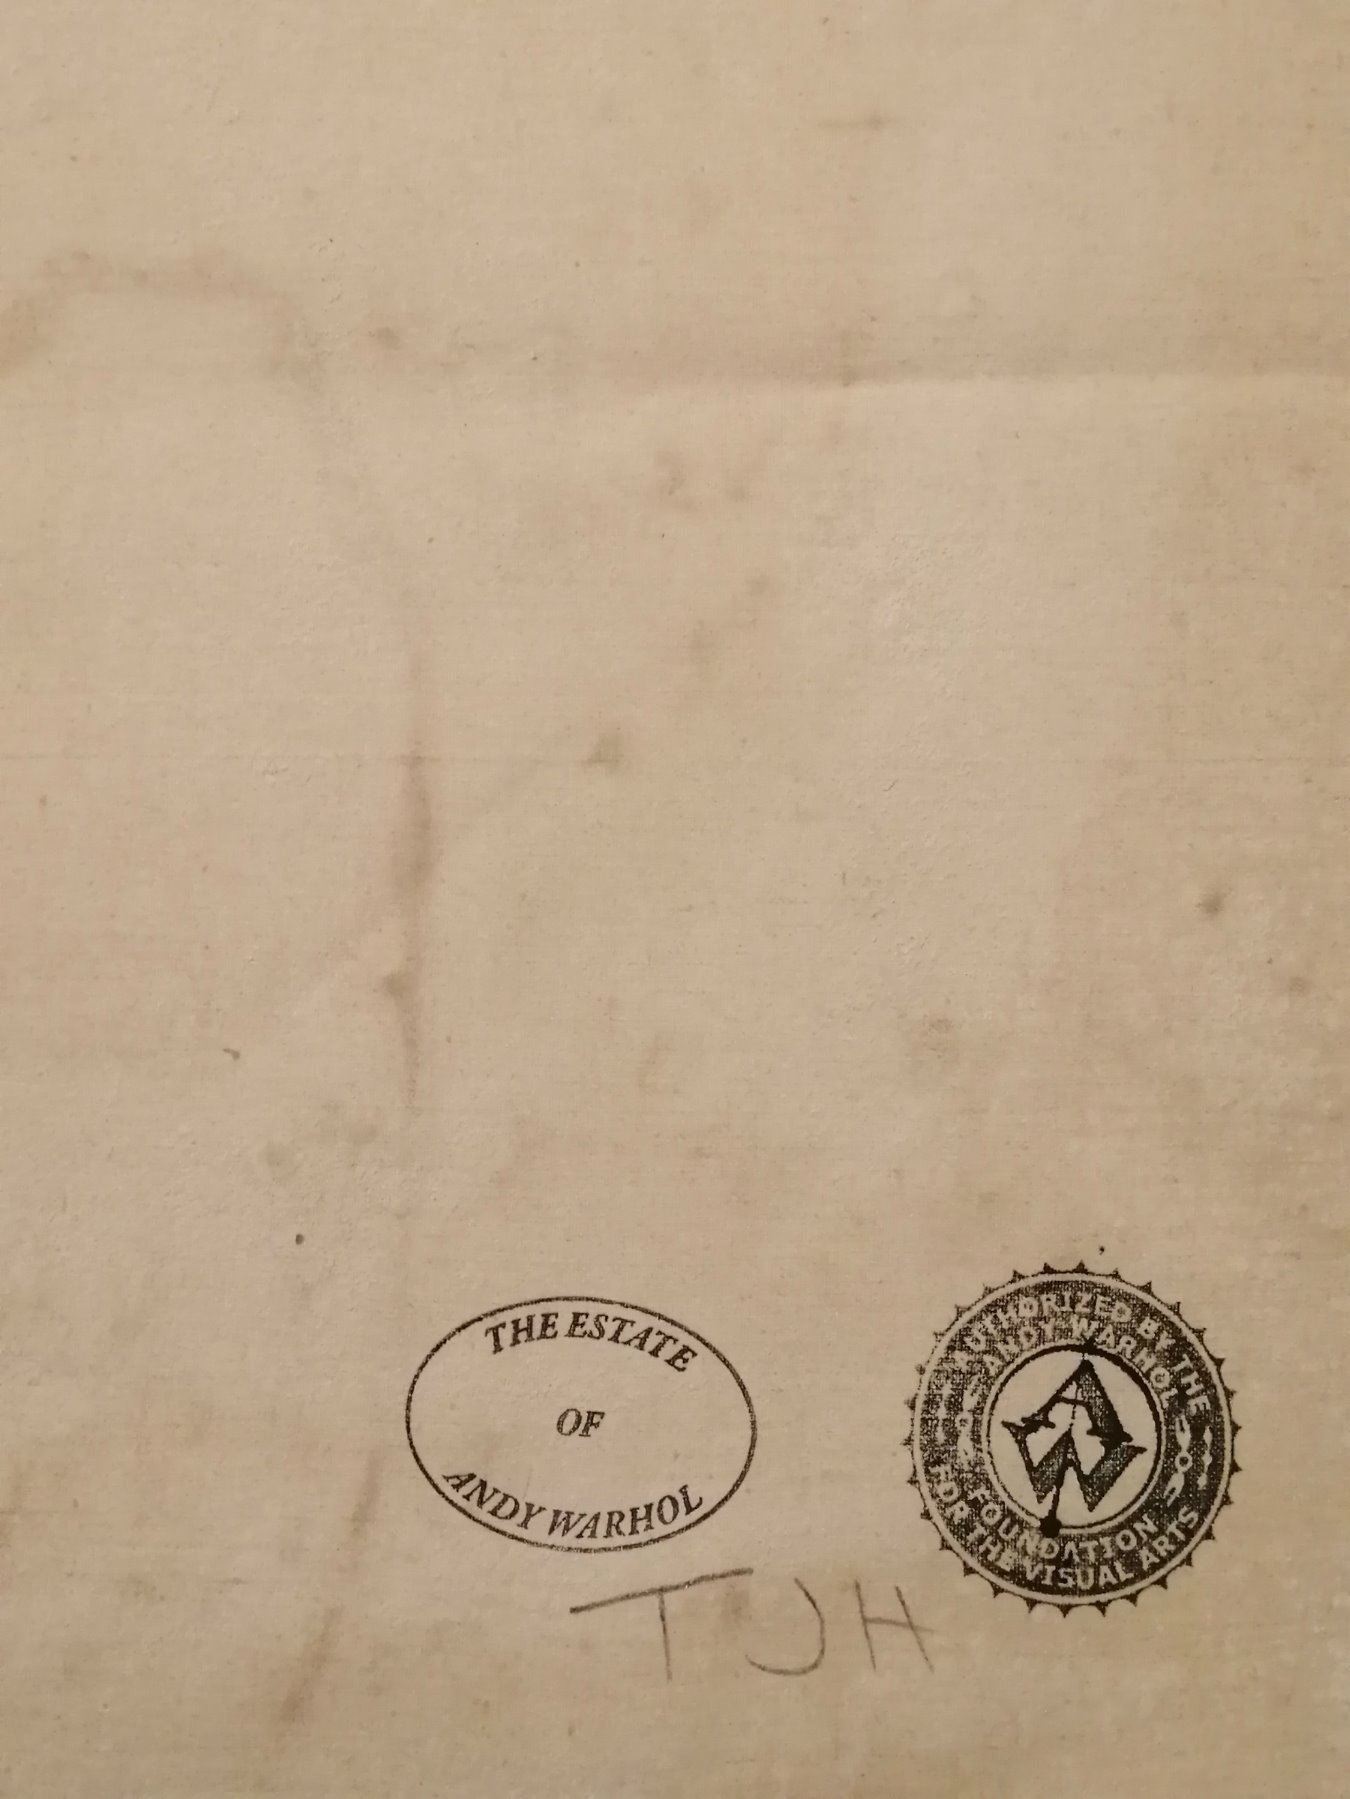 THE ESTATE
OF
ANDY WARHOL
AUTHORIZED BY THE
ANDY WARHOL
FOUNDATION
FOR THE VISUAL ARTS
TJH